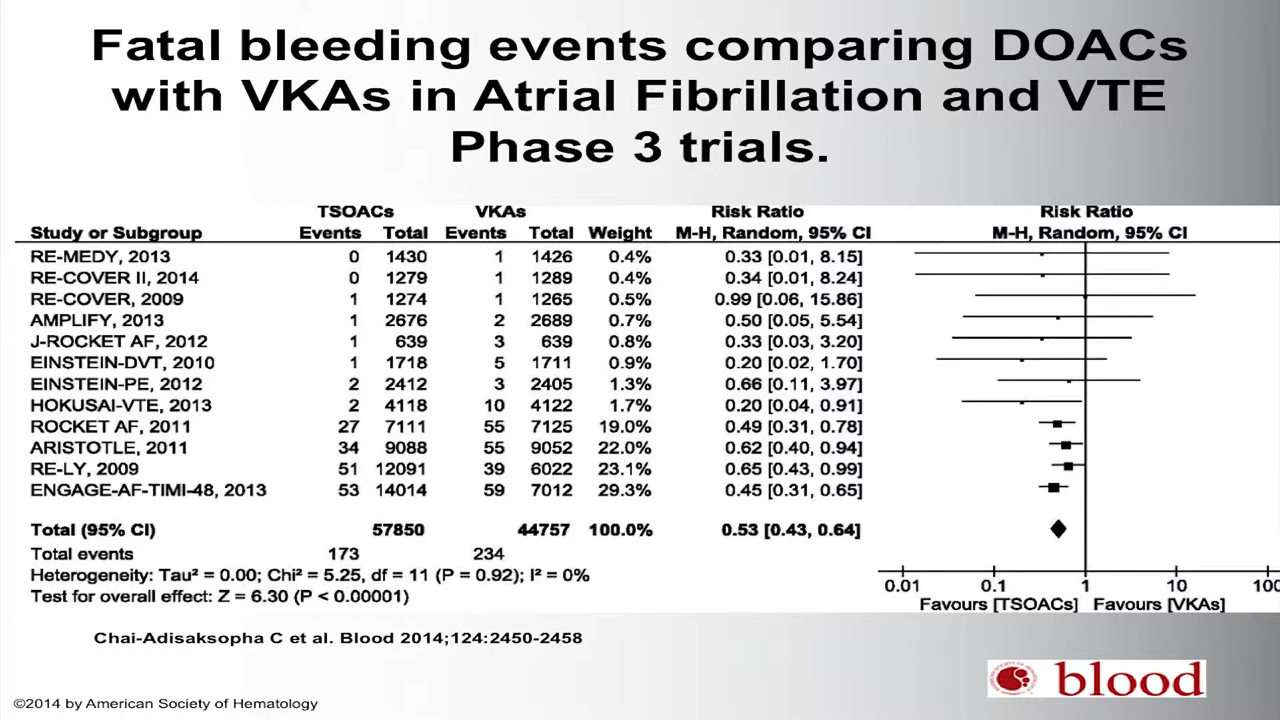 Fatal bleeding events comparing DOACs
with VKAs in Atrial Fibrillation and VTE
Phase 3 trials.
TSOACs VKAs Risk Ratio Risk Ratio
Study or Subgroup Events Total Events Total Weight M-H, Random, 95% CI M-H, Random, 95% CI
RE-MEDY, 2013 0 1430 1 1426 0.4% 0.33 [0.01, 8.15]
RE-COVER II, 2014 0 1279 1 1289 0.4% 0.34 [0.01, 8.24]
RE-COVER, 2009 1 1274 1 1265 0.5% 0.99 [0.06, 15.86]
AMPLIFY, 2013 1 2676 2 2689 0.7% 0.50 [0.05, 5.54]
J-ROCKET AF, 2012 1 639 3 639 0.8% 0.33 [0.03, 3.20]
EINSTEIN-DVT, 2010 1 1718 5 1711 0.9% 0.20 [0.02, 1.70]
EINSTEIN-PE, 2012 2 2412 3 2405 1.3% 0.66 [0.11, 3.97]
HOKUSAI-VTE, 2013 2 4118 10 4122 1.7% 0.20 [0.04, 0.91]
ROCKET AF, 2011 27 7111 55 7125 19.0% 0.49 [0.31, 0.78]
ARISTOTLE, 2011 34 9088 55 9052 22.0% 0.62 [0.40, 0.94]
RE-LY, 2009 51 12091 39 6022 23.1% 0.65 [0.43, 0.99]
ENGAGE-AF-TIMI-48, 2013 53 14014 59 7012 29.3% 0.45 [0.31, 0.65]
Total (95% CI) 57850 44757 100.0% 0.53 [0.43, 0.64]
Total events 173 234
Heterogeneity: Tau² = 0.00; Chi² = 5.25, df = 11 (P = 0.92); I² = 0%
Test for overall effect: Z = 6.30 (P < 0.00001)
0.01 0.1 1 10 100
Favours [TSOACs] Favours [VKAs]
Chai-Adisaksopha C et al. Blood 2014;124:2450-2458
blood
©2014 by American Society of Hematology